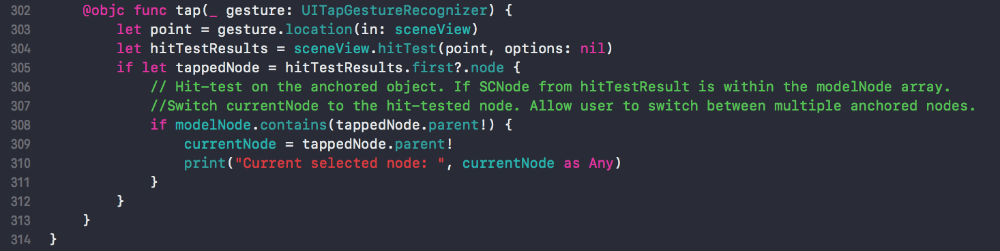 302 @objc func tap(_ gesture: UITapGestureRecognizer) {
303 let point = gesture.location(in: sceneView)
304 let hitTestResults = sceneView.hitTest(point, options: nil)
305 if let tappedNode = hitTestResults.first?.node {
306 // Hit-test on the anchored object. If SCNode from hitTestResult is within the modelNode array.
307 //Switch currentNode to the hit-tested node. Allow user to switch between multiple anchored nodes.
308 if modelNode.contains(tappedNode.parent!) {
309 currentNode = tappedNode.parent!
310 print("Current selected node: ", currentNode as Any)
311 }
312 }
313 }
314 }